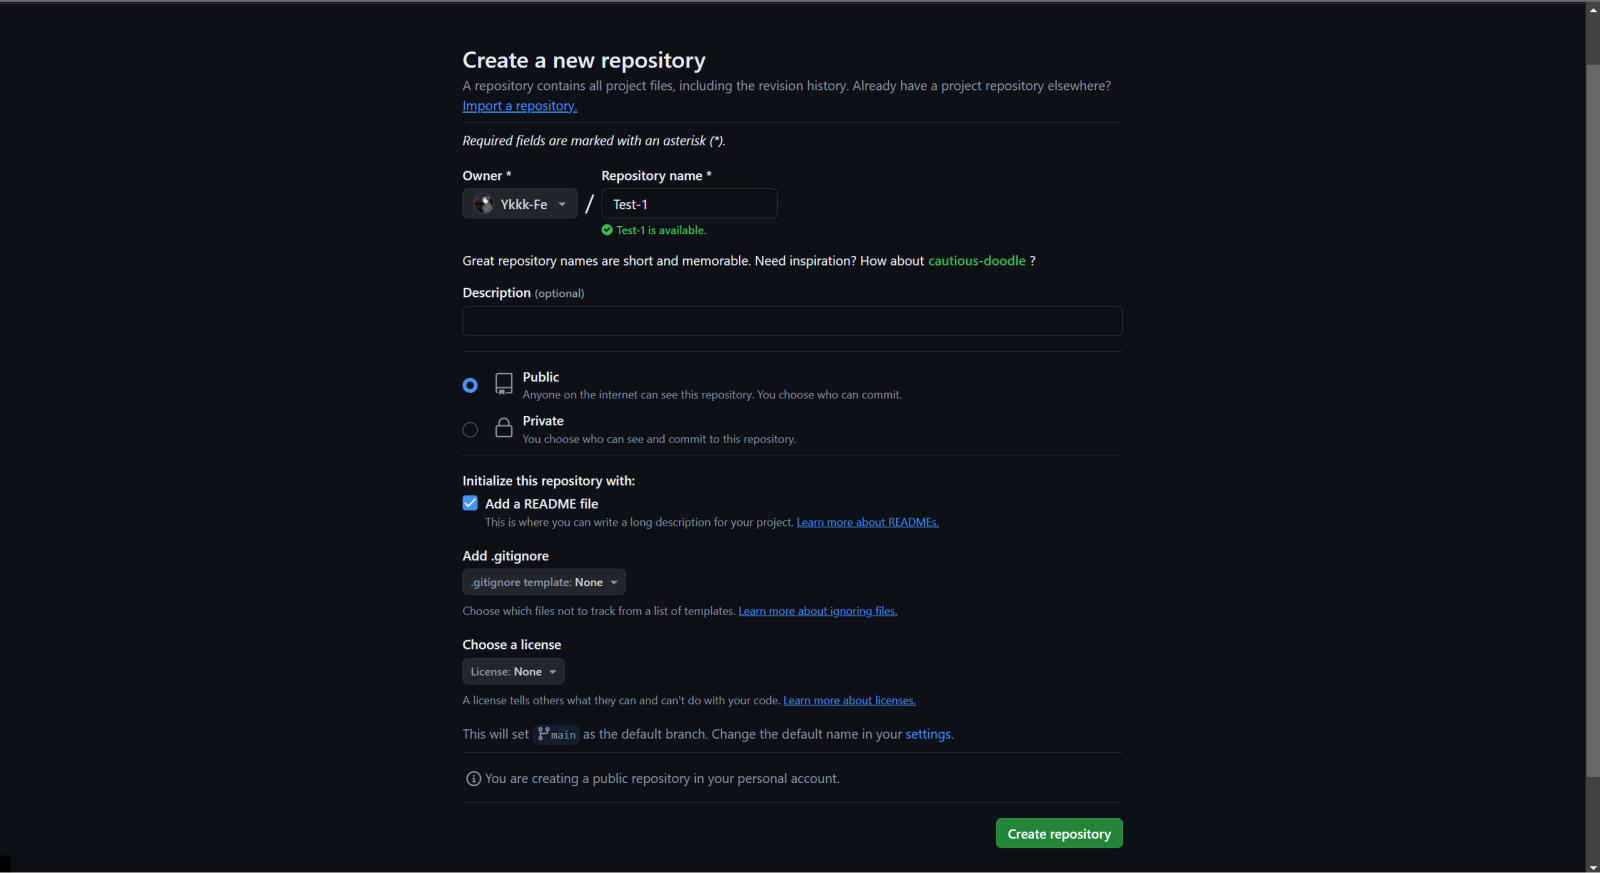 Create a new repository
A repository contains all project files, including the revision history. Already have a project repository elsewhere?
Import a repository.
Required fields are marked with an asterisk (*).
Owner * Repository name *
Ykkk-Fe / Test-1
Test-1 is available.
Great repository names are short and memorable. Need inspiration? How about cautious-doodle ?
Description (optional)
Public
Anyone on the internet can see this repository. You choose who can commit.
Private
You choose who can see and commit to this repository.
Initialize this repository with:
Add a README file
This is where you can write a long description for your project. Learn more about READMEs.
Add .gitignore
.gitignore template: None
Choose which files not to track from a list of templates. Learn more about ignoring files.
Choose a license
License: None
A license tells others what they can and can't do with your code. Learn more about licenses.
This will set main as the default branch. Change the default name in your settings.
You are creating a public repository in your personal account.
Create repository